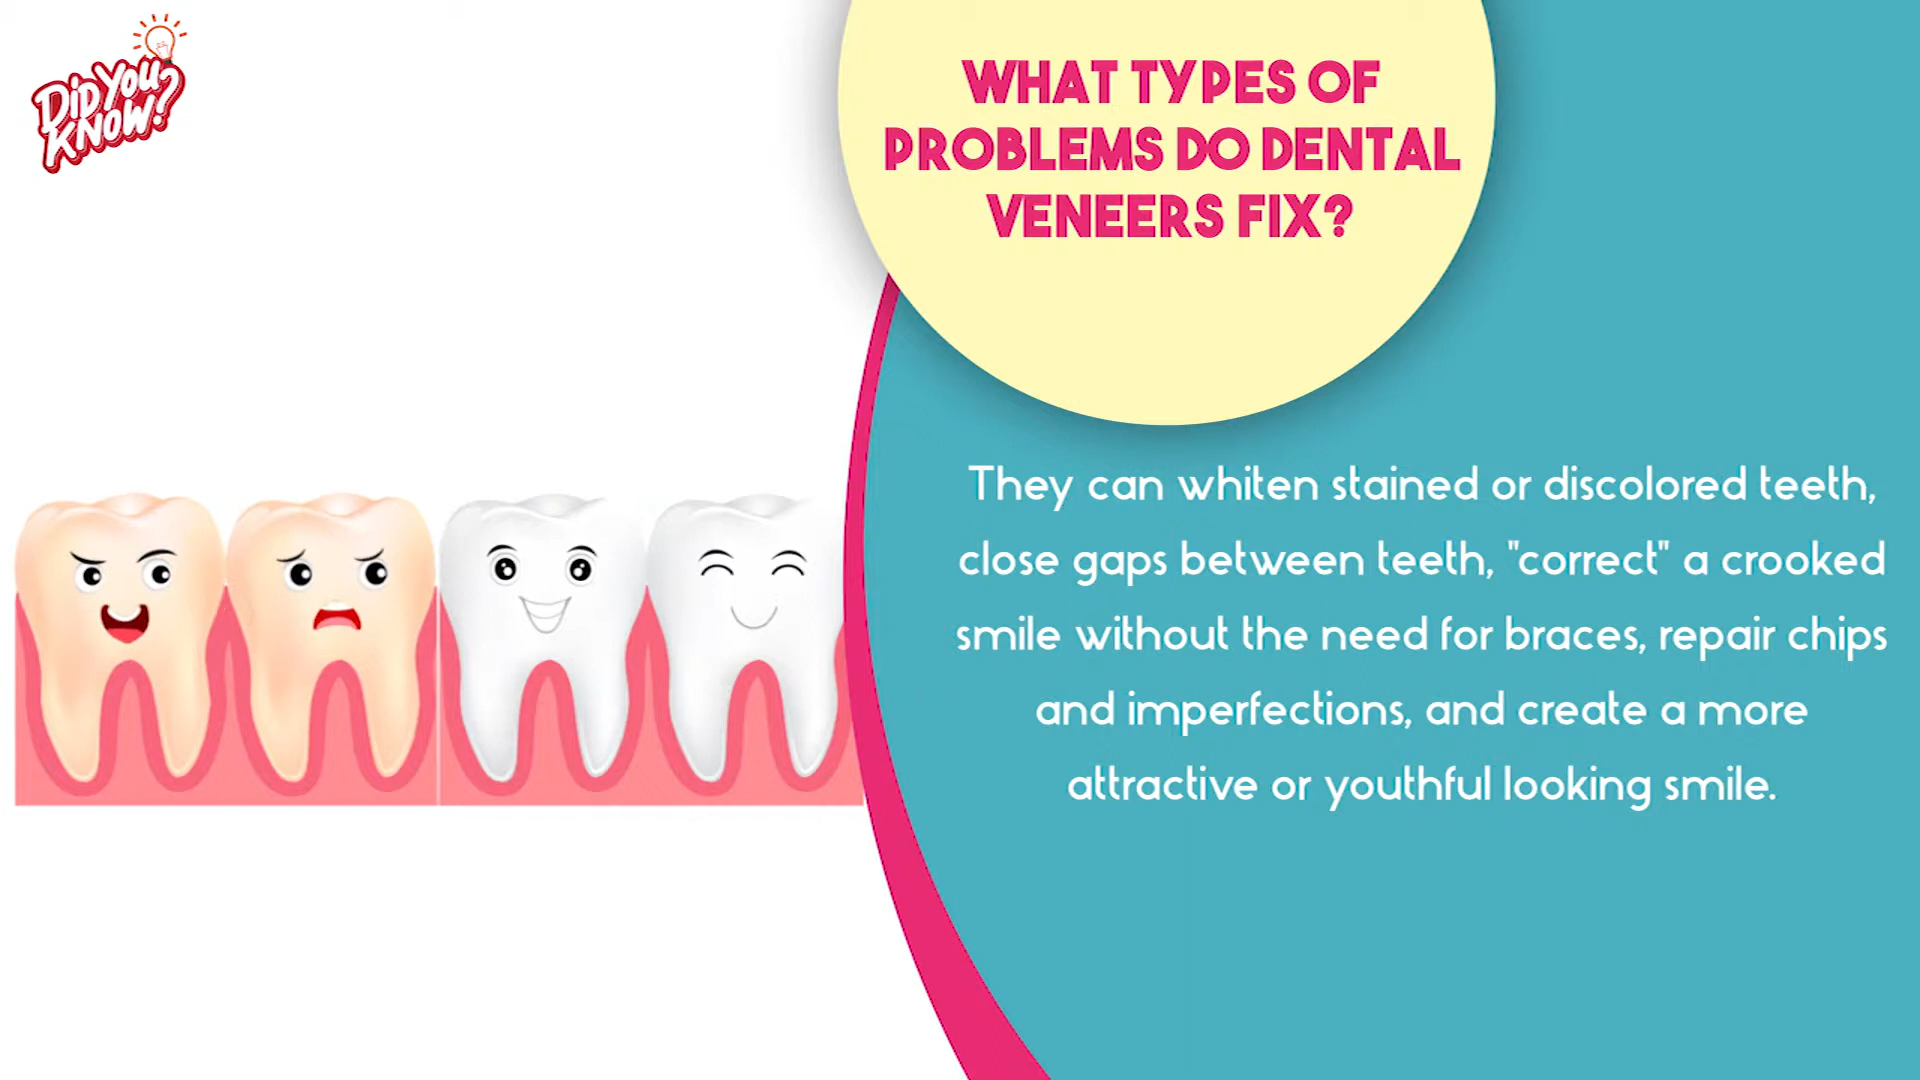 DiD YOU
KNOW?
WHAT TYPES OF
PROBLEMS DO DENTAL
VENEERS FIX?
They can whiten stained or discolored teeth,
close gaps between teeth, "correct" a crooked
smile without the need for braces, repair chips
and imperfections, and create a more
attractive or youthful looking smile.